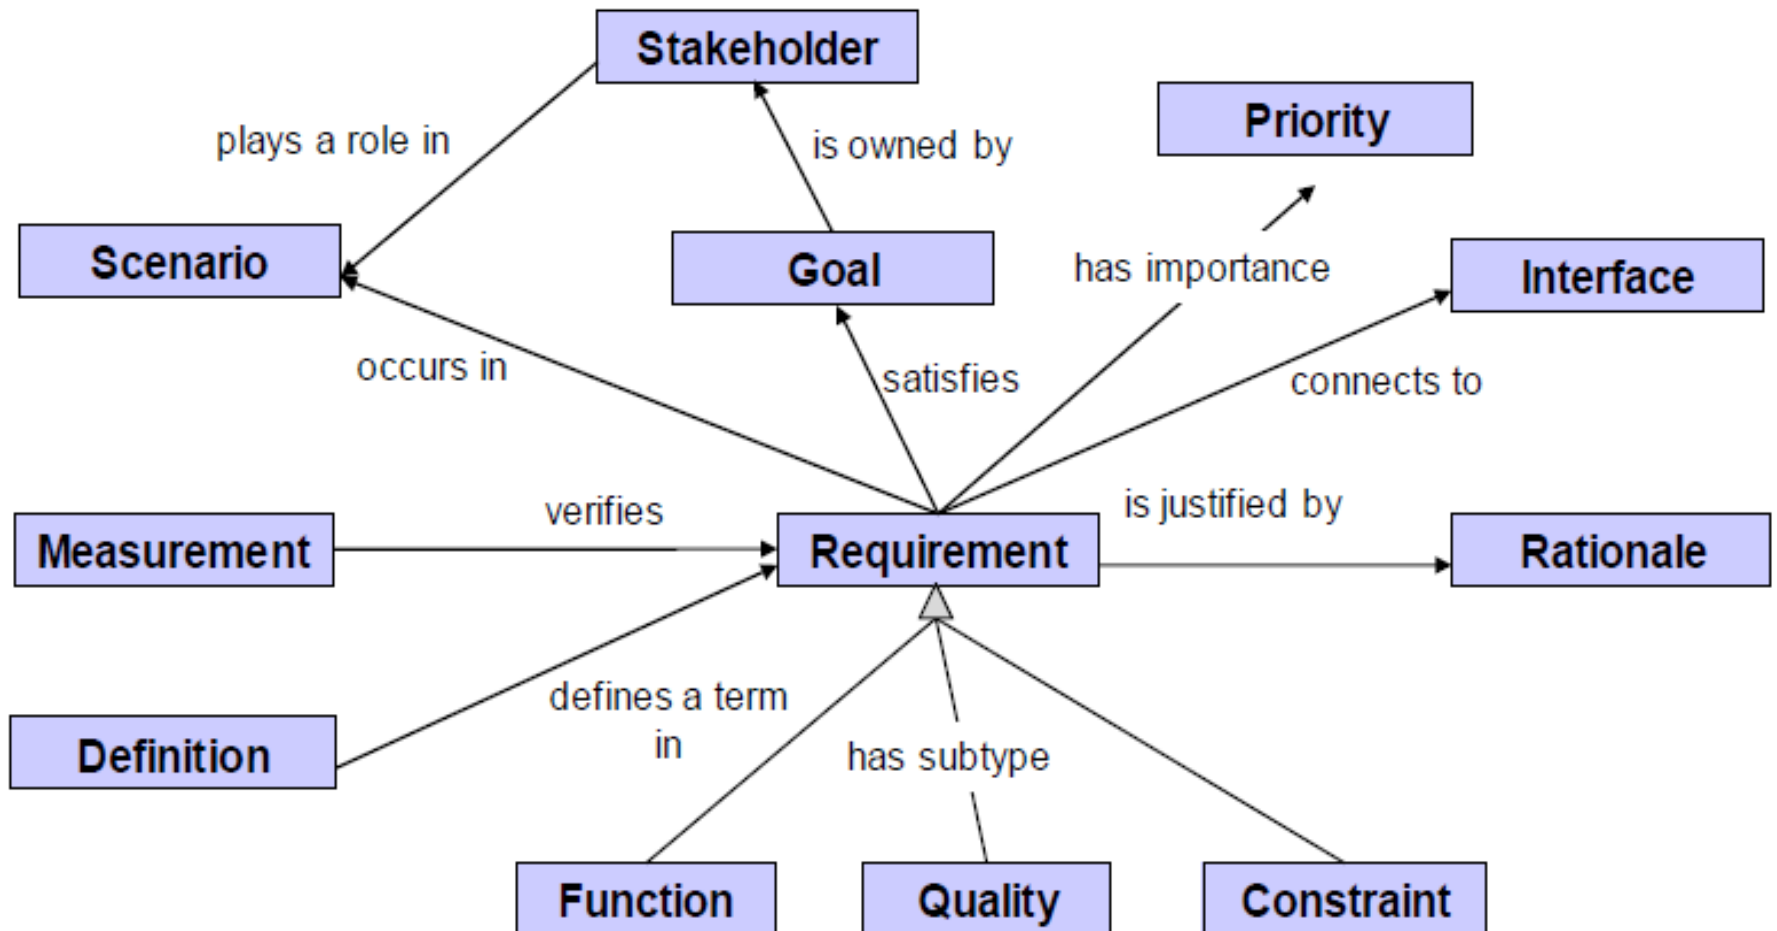 Stakeholder
Priority
plays a role in
is owned by
Scenario
Goal
has importance
Interface
occurs in
satisfies
connects to
verifies
is justified by
Measurement
Requirement
Rationale
defines a term
in
Definition
has subtype
Function
Quality
Constraint